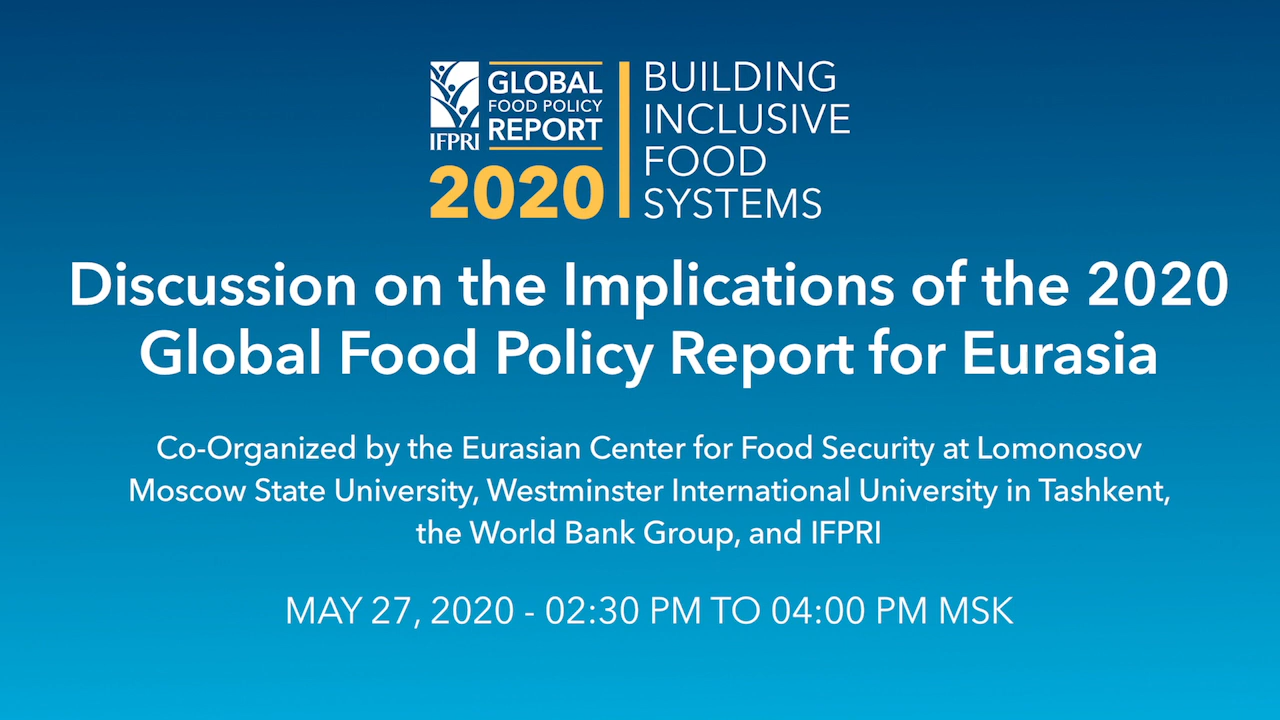 GLOBAL
FOOD POLICY
REPORT
IFPRI
2020
BUILDING
INCLUSIVE
FOOD
SYSTEMS
Discussion on the Implications of the 2020
Global Food Policy Report for Eurasia
Co-Organized by the Eurasian Center for Food Security at Lomonosov
Moscow State University, Westminster International University in Tashkent,
the World Bank Group, and IFPRI
MAY 27, 2020 - 02:30 PM TO 04:00 PM MSK